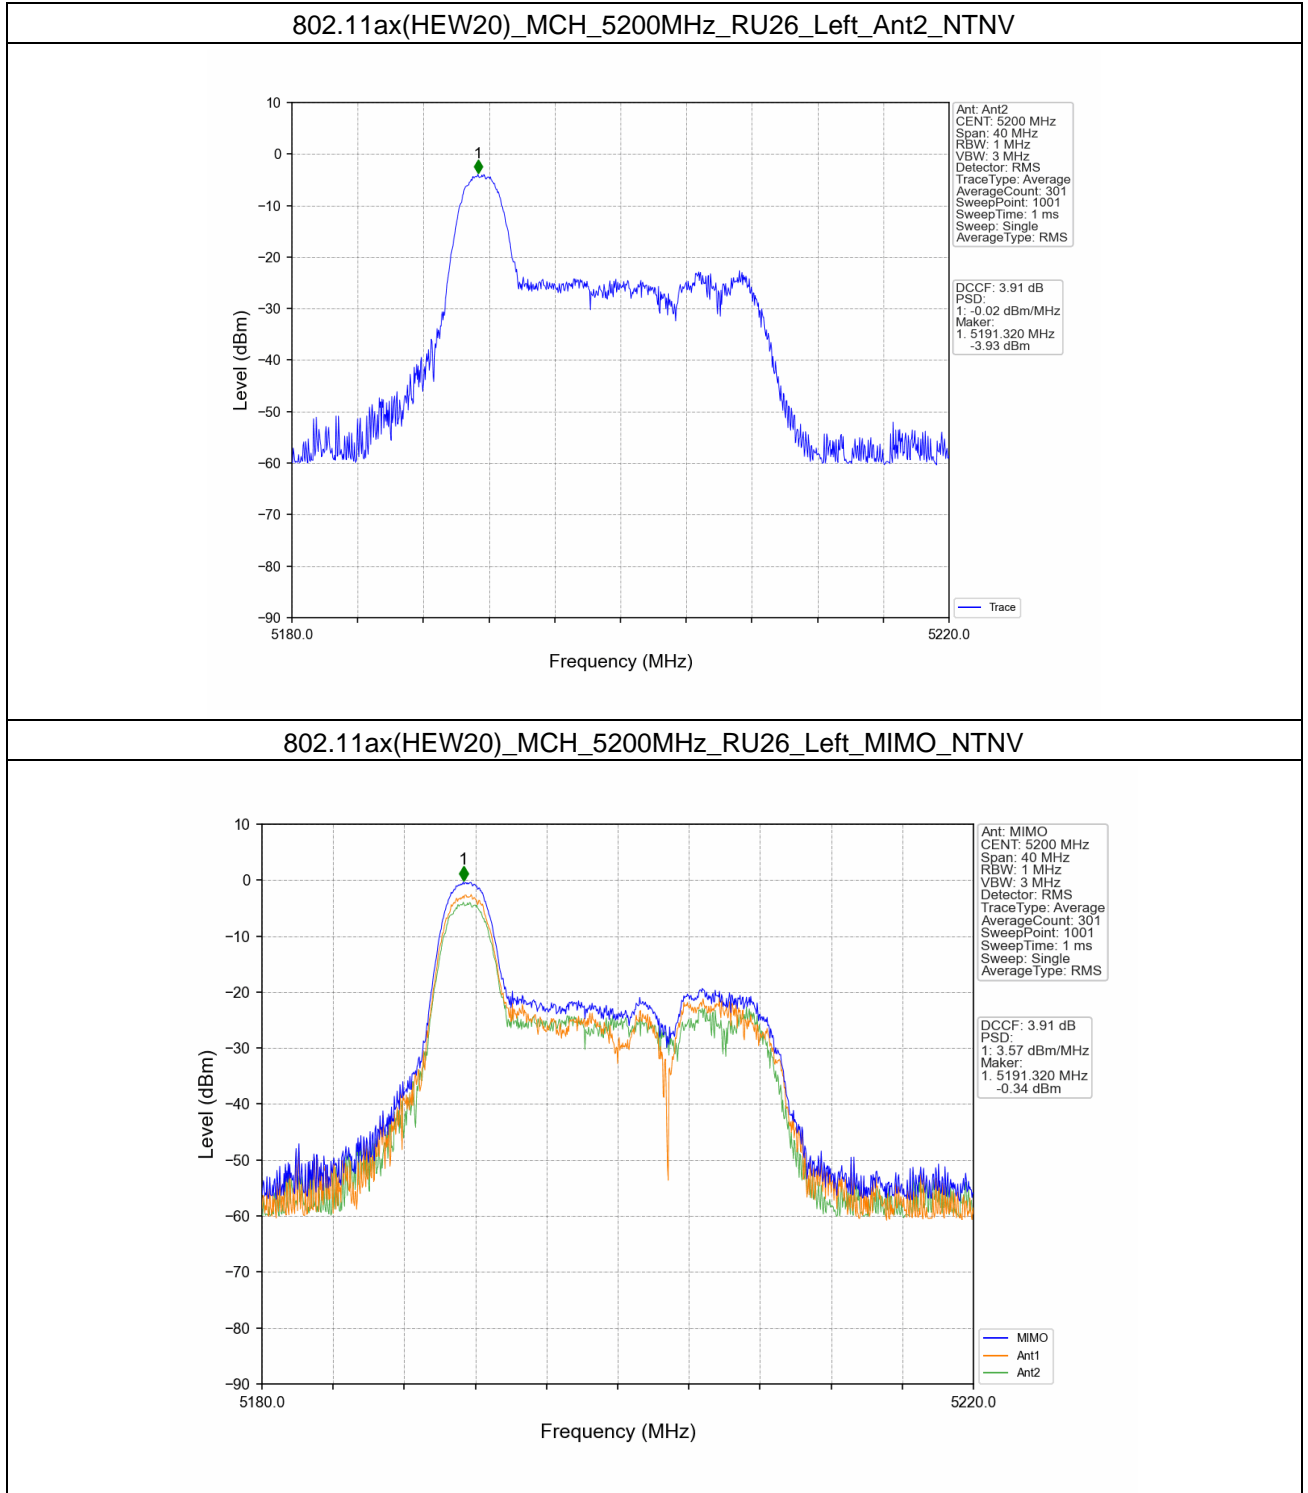 802.11ax(HEW20)_MCH_5200MHz_RU26_Left_Ant2_NTNV
10
0
−10
−20
−30
−40
−50
−60
−70
−80
−90
Level (dBm)
1
5180.0
5220.0
Frequency (MHz)
Ant: Ant2
CENT: 5200 MHz
Span: 40 MHz
RBW: 1 MHz
VBW: 3 MHz
Detector: RMS
TraceType: Average
AverageCount: 301
SweepPoint: 1001
SweepTime: 1 ms
Sweep: Single
AverageType: RMS
DCCF: 3.91 dB
PSD:
1: -0.02 dBm/MHz
Maker:
1. 5191.320 MHz
-3.93 dBm
Trace
802.11ax(HEW20)_MCH_5200MHz_RU26_Left_MIMO_NTNV
10
0
−10
−20
−30
−40
−50
−60
−70
−80
−90
Level (dBm)
1
5180.0
5220.0
Frequency (MHz)
Ant: MIMO
CENT: 5200 MHz
Span: 40 MHz
RBW: 1 MHz
VBW: 3 MHz
Detector: RMS
TraceType: Average
AverageCount: 301
SweepPoint: 1001
SweepTime: 1 ms
Sweep: Single
AverageType: RMS
DCCF: 3.91 dB
PSD:
1: 3.57 dBm/MHz
Maker:
1. 5191.320 MHz
-0.34 dBm
MIMO
Ant1
Ant2